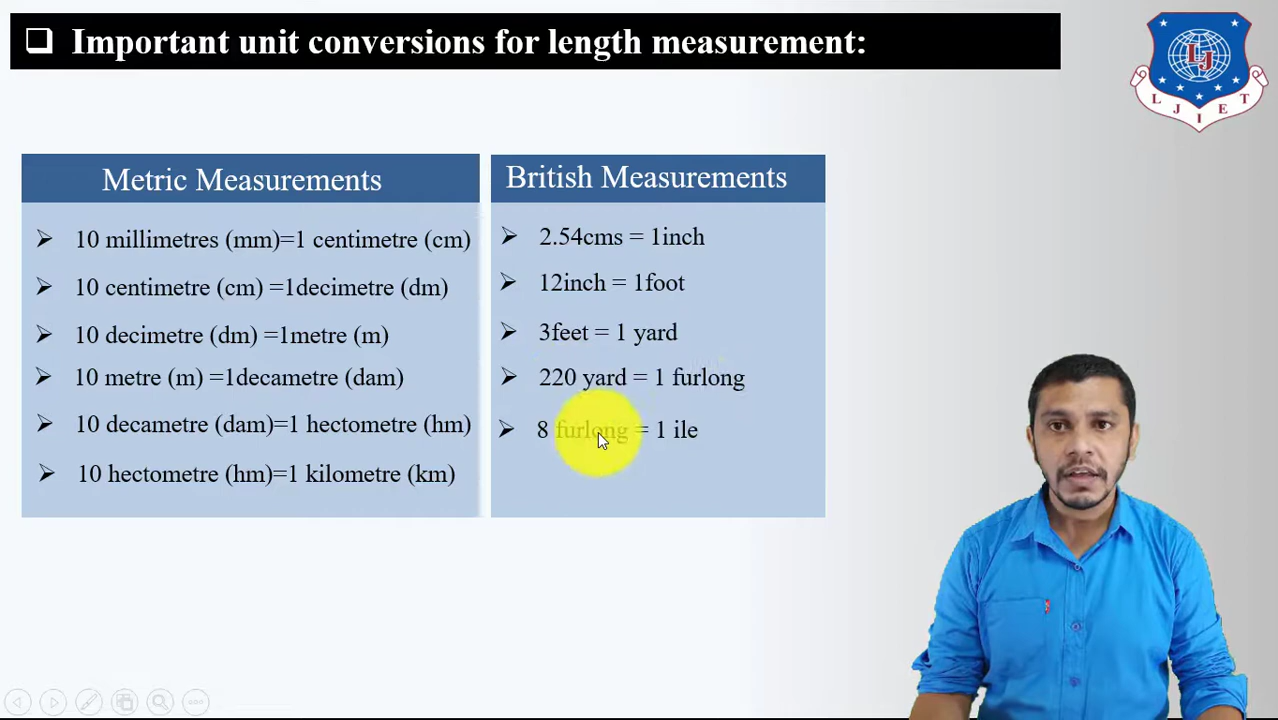 Important unit conversions for length measurement:
L J I E T
LJ
Metric Measurements
10 millimetres (mm)=1 centimetre (cm)
10 centimetre (cm) =1decimetre (dm)
10 decimetre (dm) =1metre (m)
10 metre (m) =1decametre (dam)
10 decametre (dam)=1 hectometre (hm)
10 hectometre (hm)=1 kilometre (km)
British Measurements
2.54cms = 1inch
12inch = 1foot
3feet = 1 yard
220 yard = 1 furlong
8 furlong = 1 ile